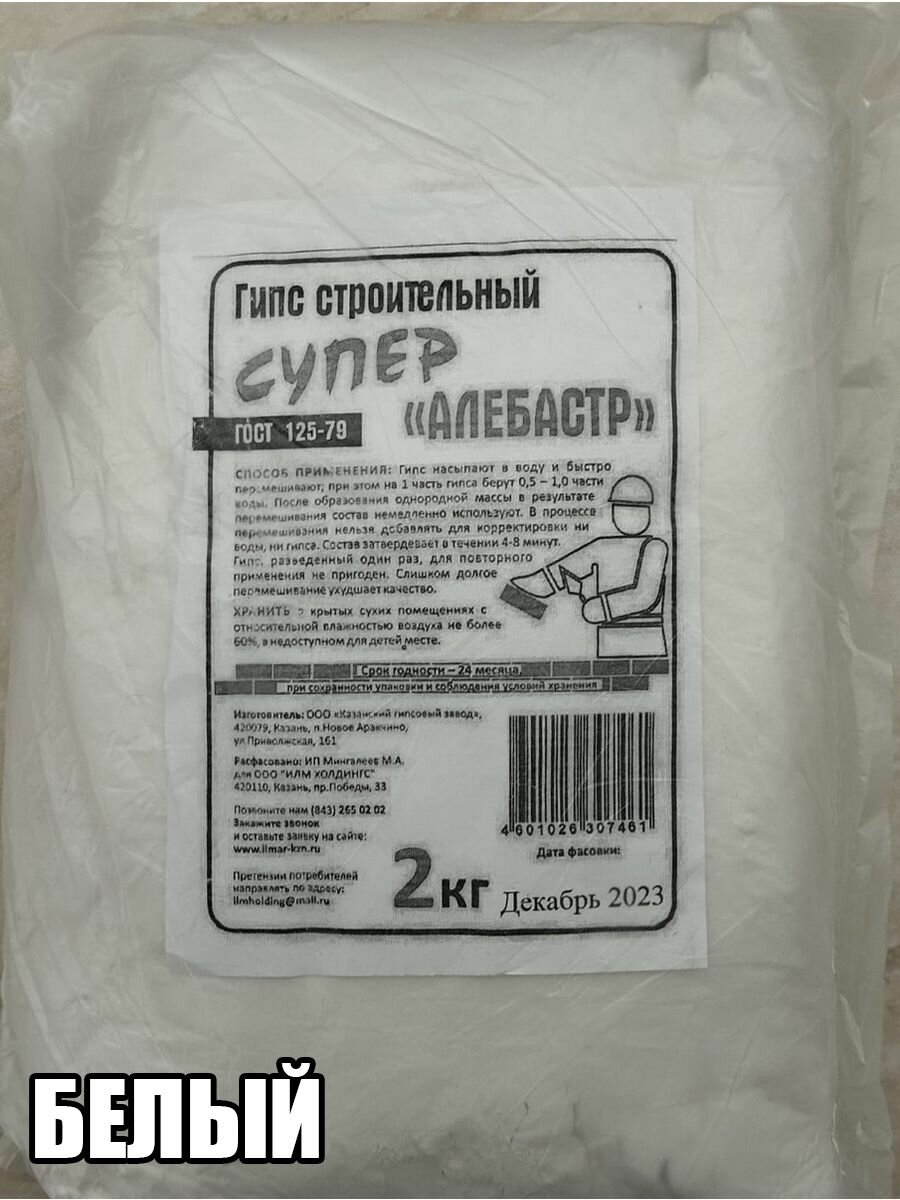 Гипс строительный
СУПЕР
«АЛЕБАСТР»
ГОСТ 125-79
СПОСОБ ПРИМЕНЕНИЯ: Гипс насыпают в воду и быстро
перемешивают; при этом на 1 часть гипса берут 0,5 – 1,0 части
воды. После образования однородной массы в результате
перемешивания состав немедленно используют. В процессе
перемешивания нельзя добавлять для корректировки ни
воды, ни гипса. Состав затвердевает в течении 4-8 минут.
Гипс, разведенный один раз, для повторного
применения не пригоден. Слишком долгое
перемешивание ухудшает качество.
ХРАНИТЬ в крытых сухих помещениях с
относительной влажностью воздуха не более
60%, в недоступном для детей месте.
Срок годности – 24 месяца,
при сохранности упаковки и соблюдения условий хранения
Изготовитель: ООО «Казанский гипсовый завод»,
420079, Казань, п.Новое Аракчино,
ул.Приволжская, 161
Расфасовано: ИП Мингалеев М.А.
для ООО "ИЛМ ХОЛДИНГС"
420110, Казань, пр.Победы, 33
Позвоните нам (843) 265 02 02
Закажите звонок
и оставьте заявку на сайте:
www.ilmar-kzn.ru
Претензии потребителей
направлять по адресу:
ilmholding@mail.ru
4 601026 307461
Дата фасовки:
2кг
Декабрь 2023
БЕЛЫЙ